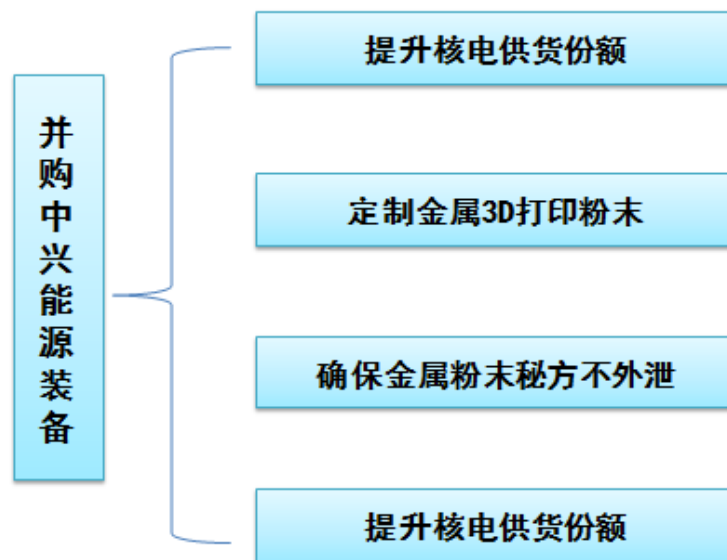 并购中兴能源装备
提升核电供货份额
定制金属3D打印粉末
确保金属粉末秘方不外泄
提升核电供货份额